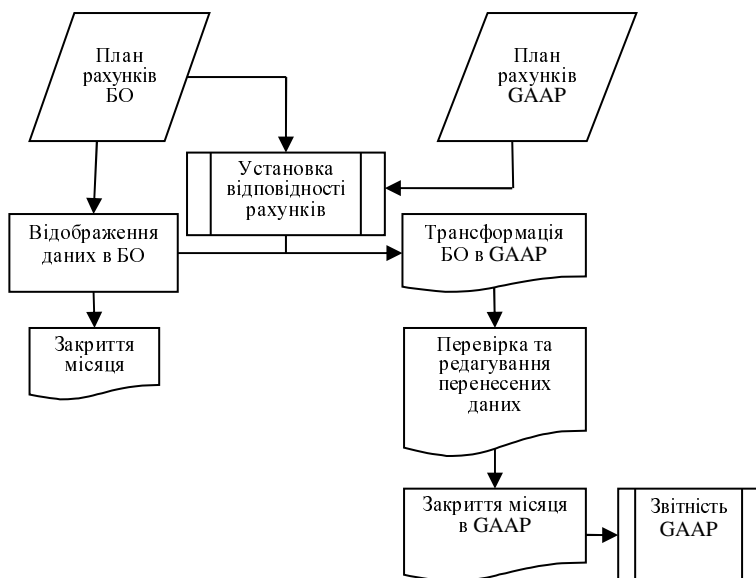 План
рахунків
БО
План
рахунків
GAAP
Установка
відповідності
рахунків
Відображення
даних в БО
Трансформація
БО в GAAP
Закриття
місяця
Перевірка та
редагування
перенесених
даних
Закриття місяця
в GAAP
Звітність
GAAP